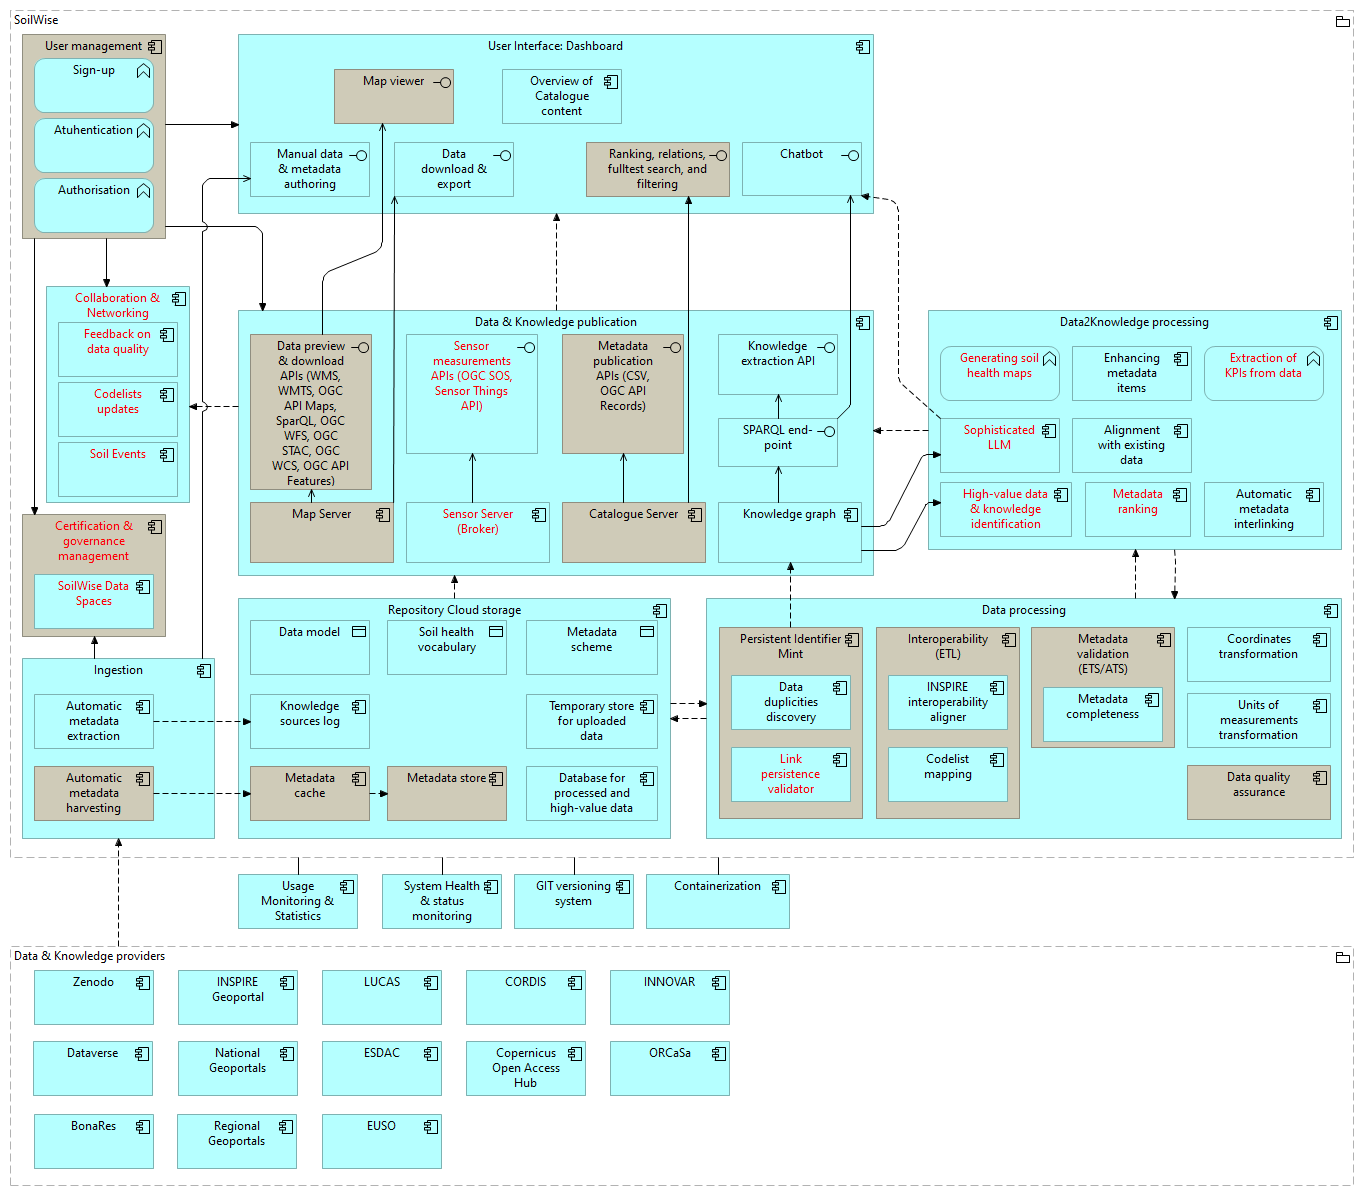 SoilWise
User management
Sign-up
Atuhentication
Authorisation
User Interface: Dashboard
Map viewer
Overview of
Catalogue
content
Manual data
& metadata
authoring
Data
download &
export
Ranking, relations,
fulltest search, and
filtering
Chatbot
Collaboration &
Networking
Feedback on
data quality
Codelists
updates
Soil Events
Data & Knowledge publication
Data preview
& download
APIs (WMS,
WMTS, OGC
API Maps,
SparQL, OGC
WFS, OGC
STAC, OGC
WCS, OGC API
Features)
Sensor
measurements
APIs (OGC SOS,
Sensor Things
API)
Metadata
publication
APIs (CSV,
OGC API
Records)
Knowledge
extraction API
SPARQL end-
point
Map Server
Sensor Server
(Broker)
Catalogue Server
Knowledge graph
Data2Knowledge processing
Generating soil
health maps
Enhancing
metadata
items
Extraction of
KPIs from data
Sophisticated
LLM
Alignment
with existing
data
High-value data
& knowledge
identification
Metadata
ranking
Automatic
metadata
interlinking
Certification &
governance
management
SoilWise Data
Spaces
Ingestion
Automatic
metadata
extraction
Automatic
metadata
harvesting
Repository Cloud storage
Data model
Soil health
vocabulary
Metadata
scheme
Knowledge
sources log
Temporary store
for uploaded
data
Metadata
cache
Metadata store
Database for
processed and
high-value data
Data processing
Persistent Identifier
Mint
Data
duplicities
discovery
Link
persistence
validator
Interoperability
(ETL)
INSPIRE
interoperability
aligner
Codelist
mapping
Metadata
validation
(ETS/ATS)
Metadata
completeness
Coordinates
transformation
Units of
measurements
transformation
Data quality
assurance
Usage
Monitoring &
Statistics
System Health
& status
monitoring
GIT versioning
system
Containerization
Data & Knowledge providers
Zenodo
INSPIRE
Geoportal
LUCAS
CORDIS
INNOVAR
Dataverse
National
Geoportals
ESDAC
Copernicus
Open Access
Hub
ORCaSa
BonaRes
Regional
Geoportals
EUSO